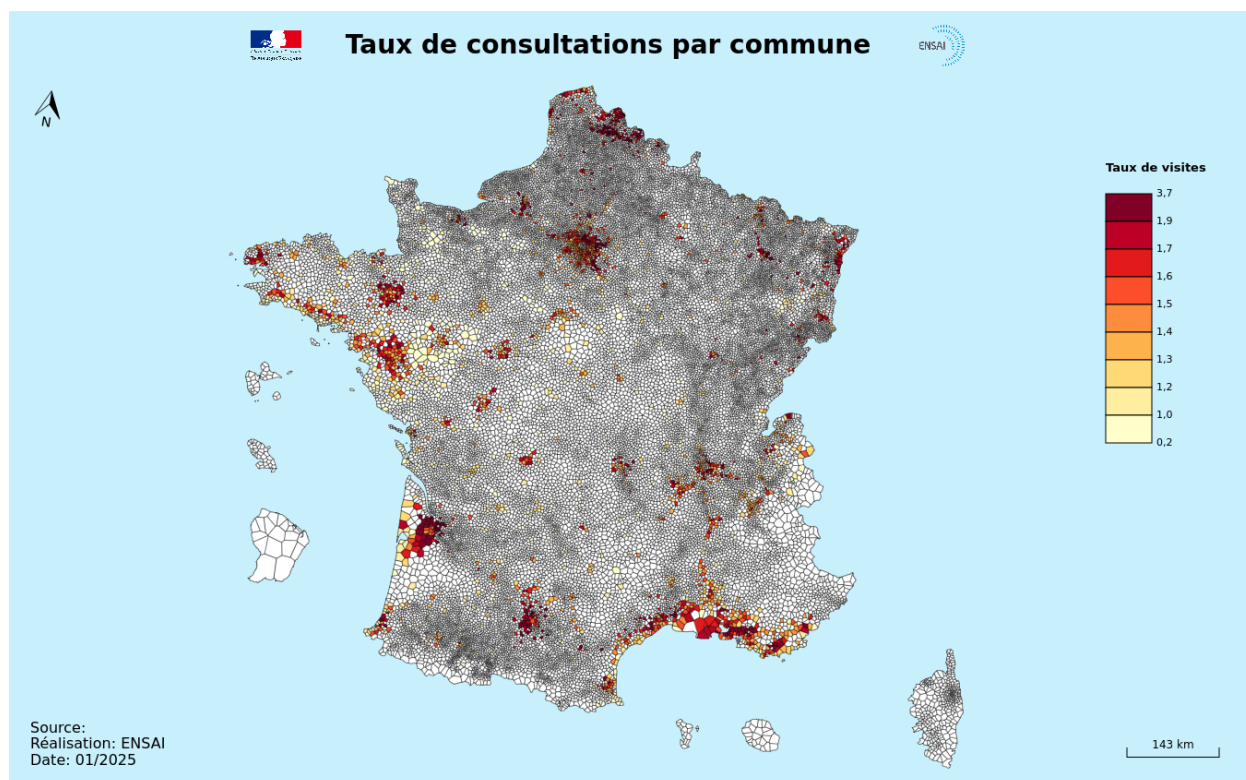 Taux de consultations par commune
ENSAI
N
Taux de visites
3,7
1,9
1,7
1,6
1,5
1,4
1,3
1,2
1,0
0,2
Source:
Réalisation: ENSAI
Date: 01/2025
143 km